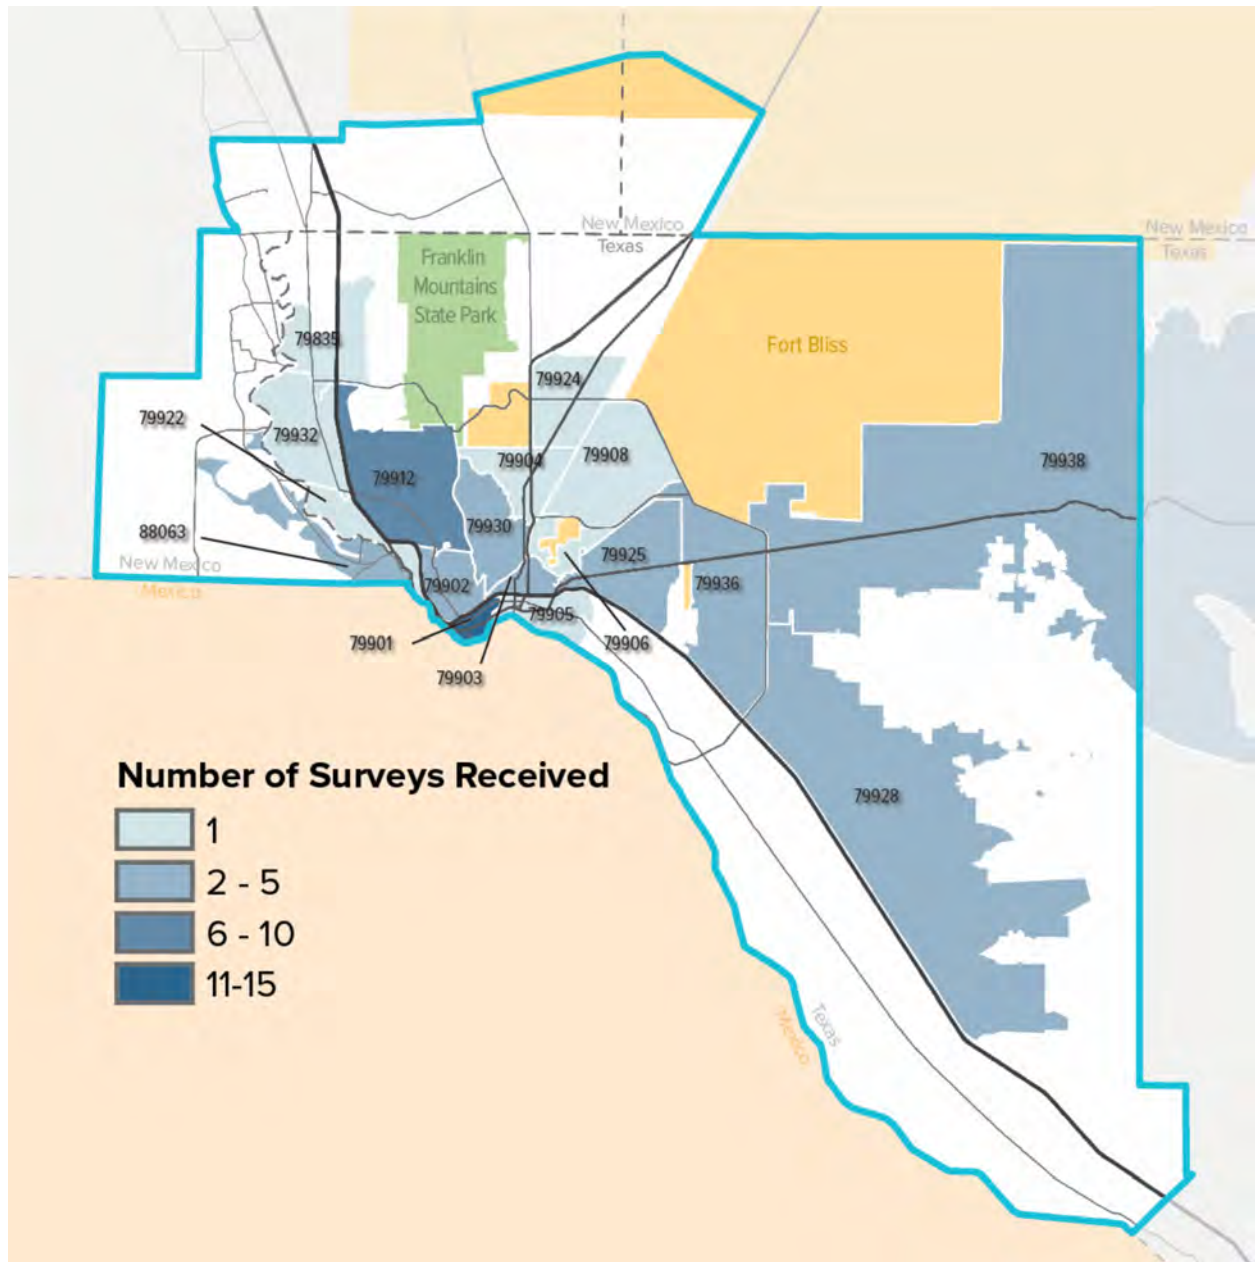 New Mexico
Texas
New Mexico
Texas
Franklin
Mountains
State Park
Fort Bliss
79835
79924
79922
79932
79904
79908
79938
79912
88063
79930
79925
New Mexico
Mexico
79902
79936
79905
79901
79906
79903
Number of Surveys Received
1
2 - 5
6 - 10
11-15
79928
Texas
Mexico